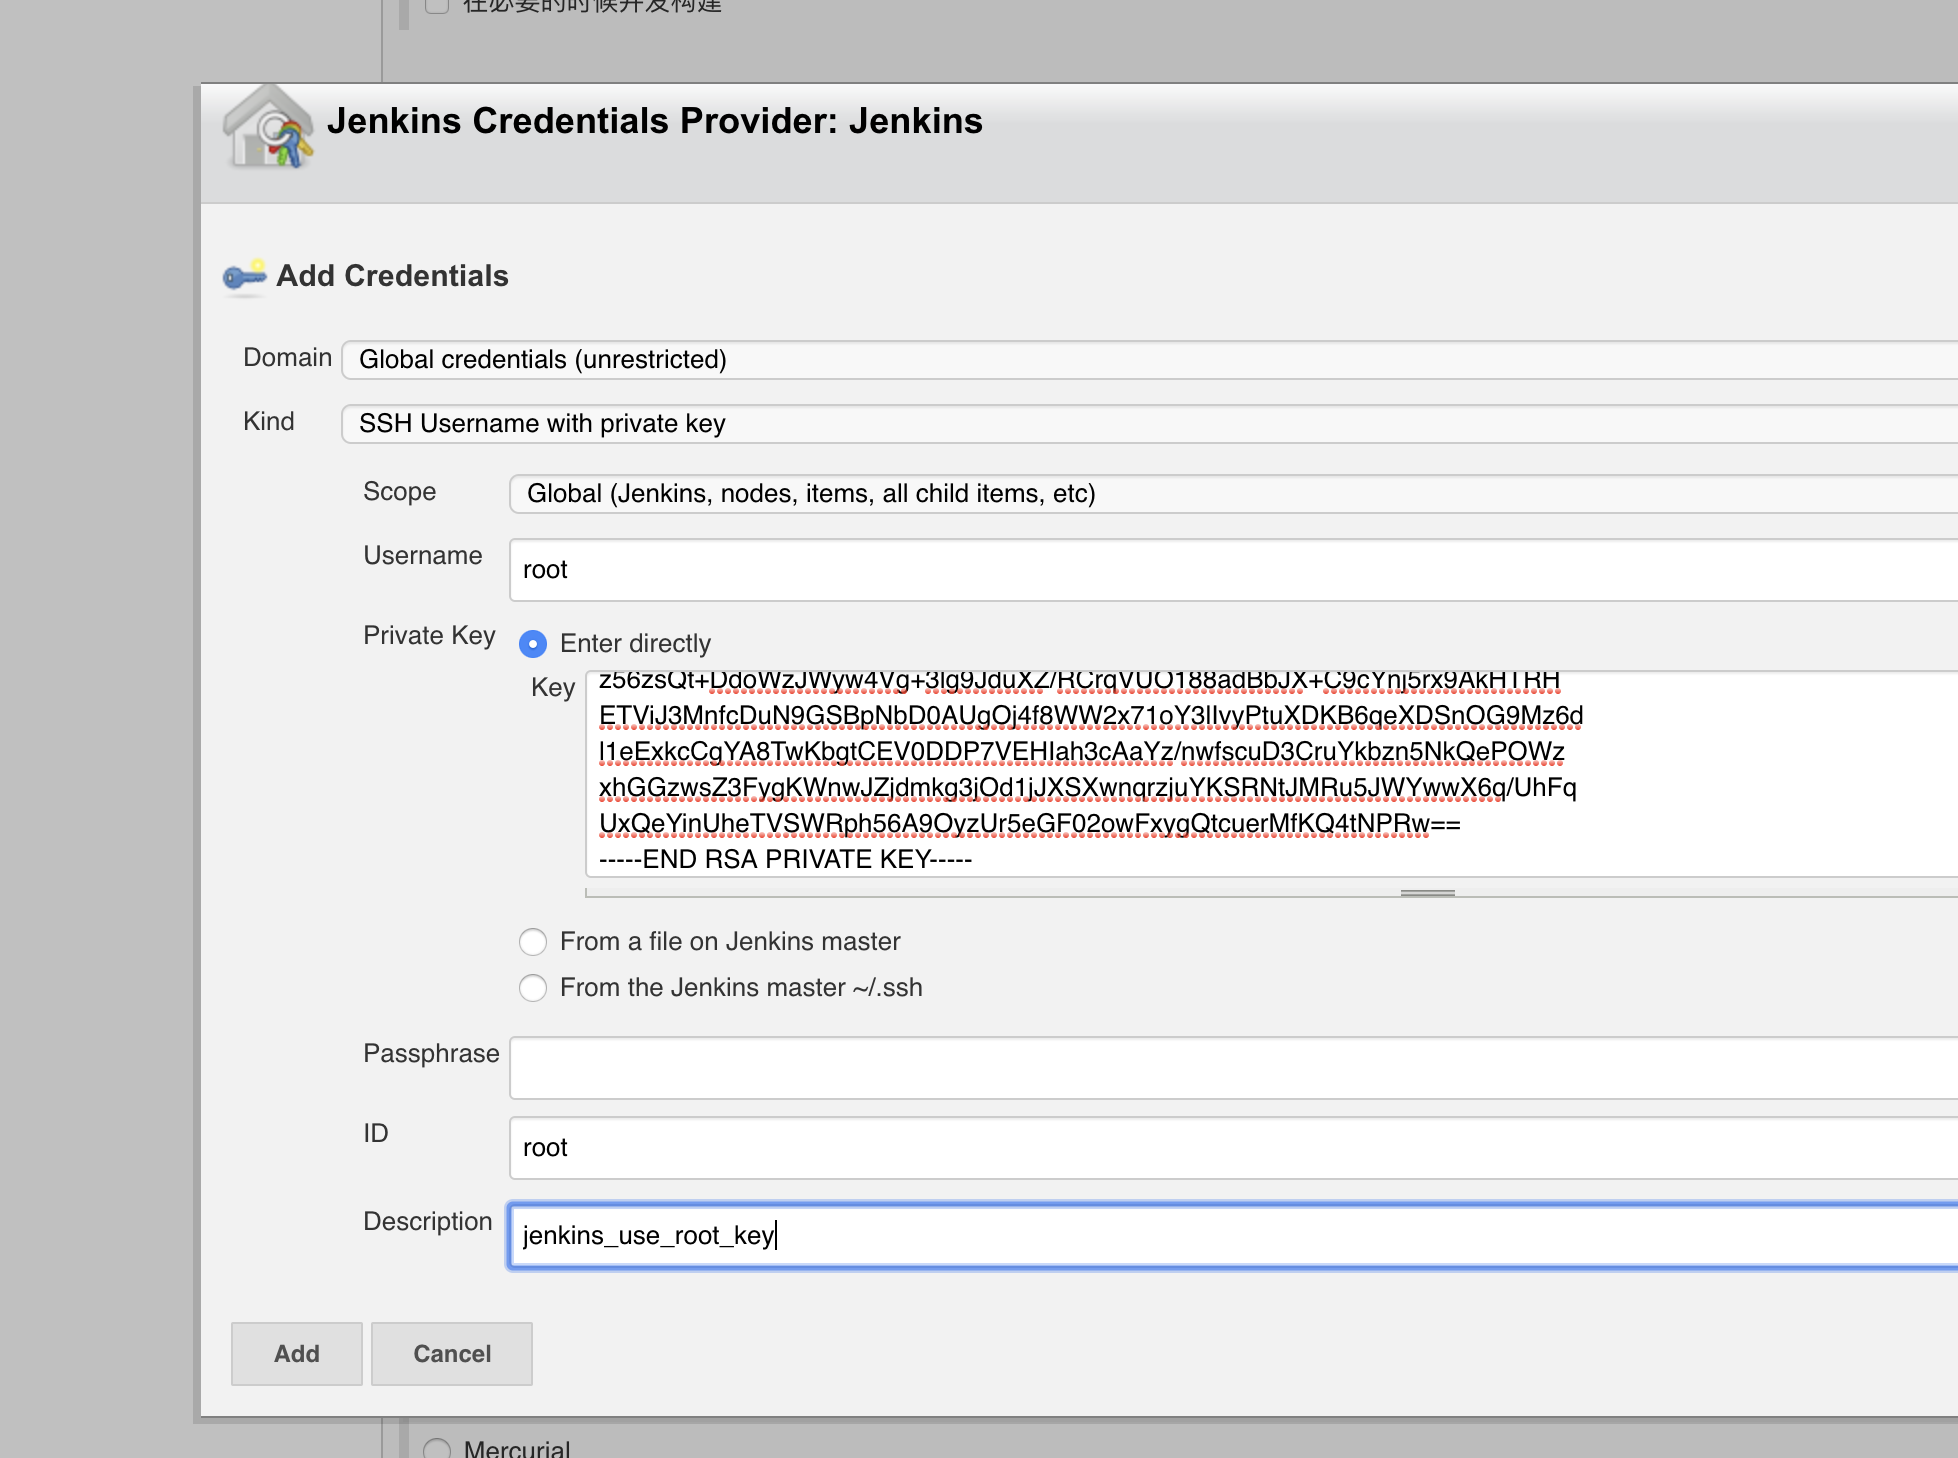 在必要的时候并发构建
Jenkins Credentials Provider: Jenkins
Add Credentials
Domain Global credentials (unrestricted)
Kind SSH Username with private key
Scope Global (Jenkins, nodes, items, all child items, etc)
Username root
Private Key Enter directly
Key z56zsQt+DdoWzJWyw4Vg+3lg9JduXZ/RCrqVUO188adBbJX+C9cYnj5rx9AkHTRH
ETViJ3MnfcDuN9GSBpNbD0AUgOj4f8WW2x71oY3lIvyPtuXDKB6qeXDSnOG9Mz6d
l1eExkcCgYA8TwKbgtCEV0DDP7VEHIah3cAaYz/nwfscuD3CruYkbzn5NkQePOWz
xhGGzwsZ3FygKWnwJZjdmkg3jOd1jJXSXwnqrzjuYKSRNtJMRu5JWYwwX6q/UhFq
UxQeYinUheTVSWRph56A9OyzUr5eGF02owFxygQtcuerMfKQ4tNPRw==
-----END RSA PRIVATE KEY-----
From a file on Jenkins master
From the Jenkins master ~/.ssh
Passphrase
ID root
Description jenkins_use_root_key
Add Cancel
Mercurial